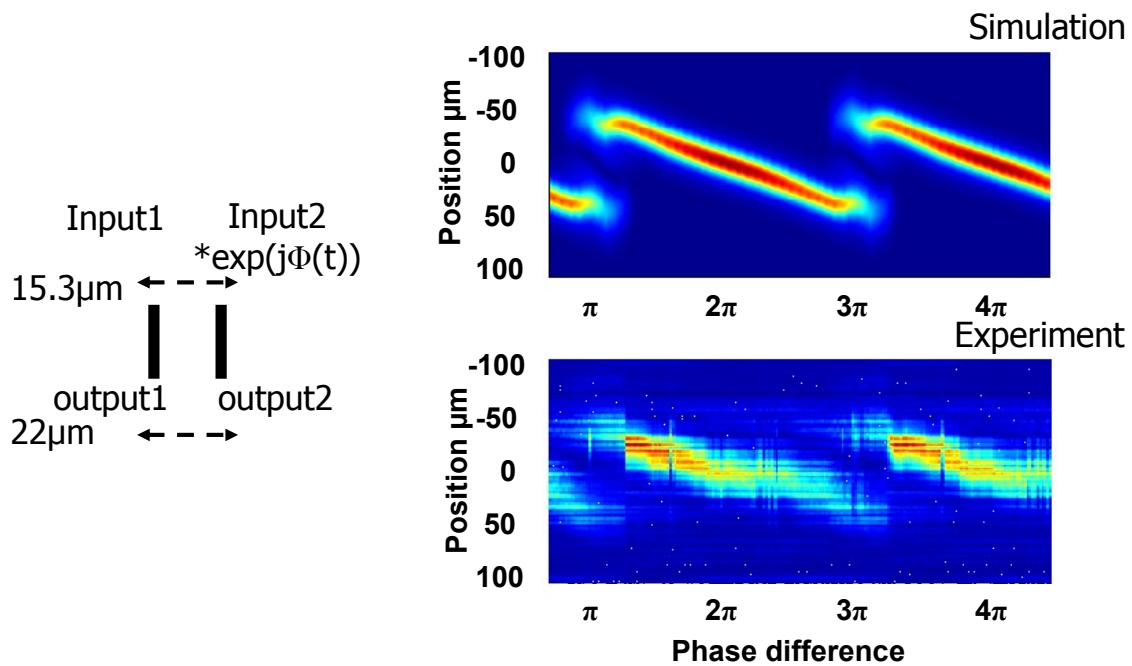 Input1
Input2
*exp(jΦ(t))
15.3µm
output1
output2
22µm
Simulation
Position µm
-100
-50
0
50
100
π
2π
3π
4π
Experiment
Position µm
-100
-50
0
50
100
π
2π
3π
4π
Phase difference